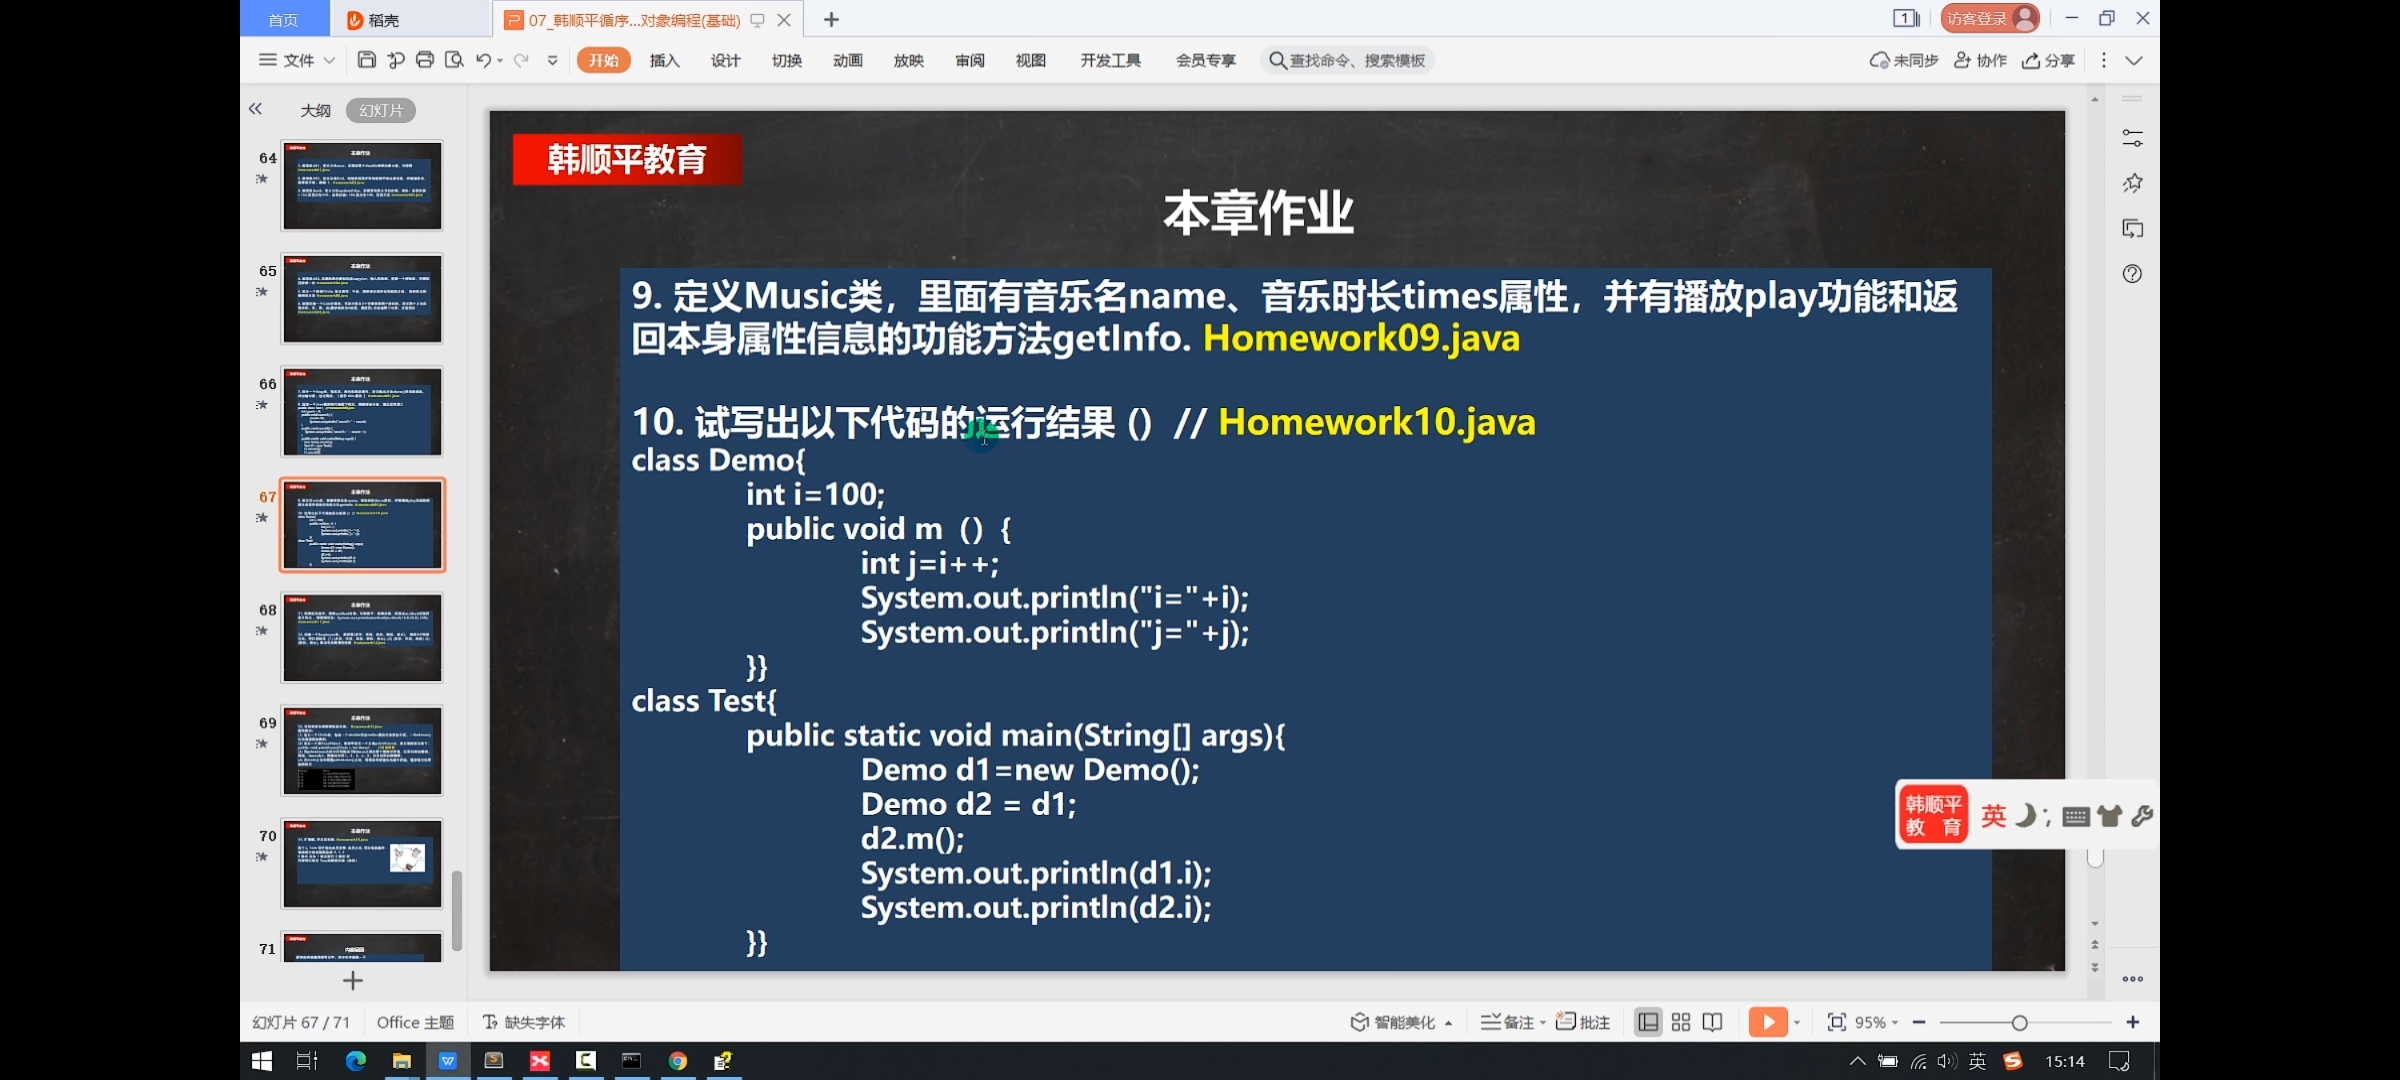 首页
稻壳
07_韩顺平循序...对象编程(基础)
1
访客登录
文件
开始
插入
设计
切换
动画
放映
审阅
视图
开发工具
会员专享
查找命令、搜索模板
未同步
协作
分享
大纲
幻灯片
64
65
66
67
68
69
70
71
韩顺平教育
本章作业
9. 定义Music类，里面有音乐名name、音乐时长times属性，并有播放play功能和返
回本身属性信息的功能方法getInfo. Homework09.java
10. 试写出以下代码的运行结果 () // Homework10.java
class Demo{
int i=100;
public void m () {
int j=i++;
System.out.println("i="+i);
System.out.println("j="+j);
}}
class Test{
public static void main(String[] args){
Demo d1=new Demo();
Demo d2 = d1;
d2.m();
System.out.println(d1.i);
System.out.println(d2.i);
}}
韩顺平
教 育
英
幻灯片 67 / 71
Office 主题
缺失字体
智能美化
备注
批注
95%
英
15:14